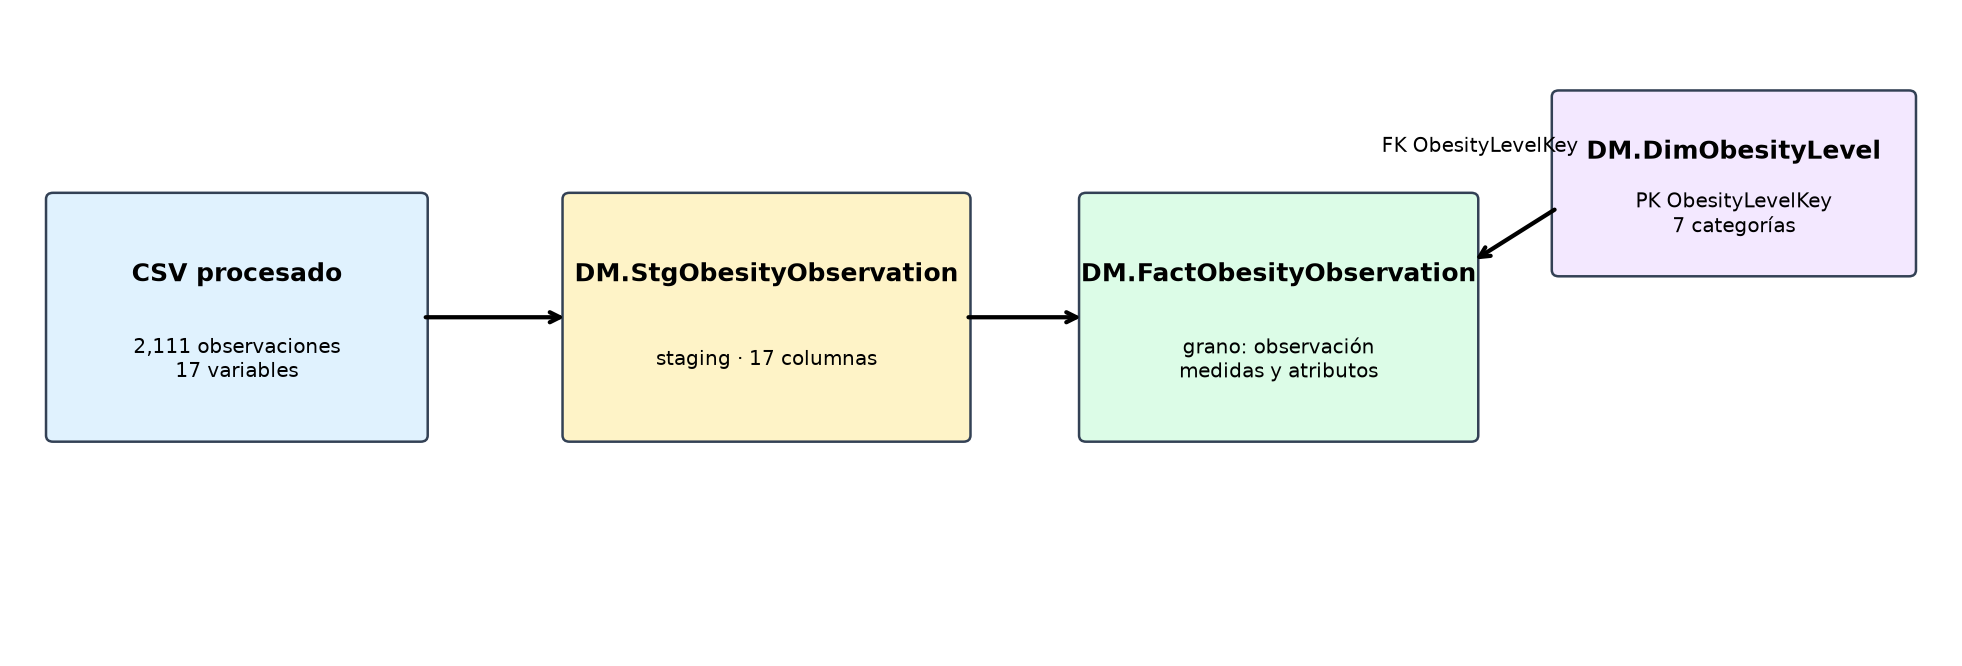 CSV procesado
2,111 observaciones
17 variables
DM.StgObesityObservation
staging · 17 columnas
DM.FactObesityObservation
grano: observación
medidas y atributos
FK ObesityLevelKey
DM.DimObesityLevel
PK ObesityLevelKey
7 categorías